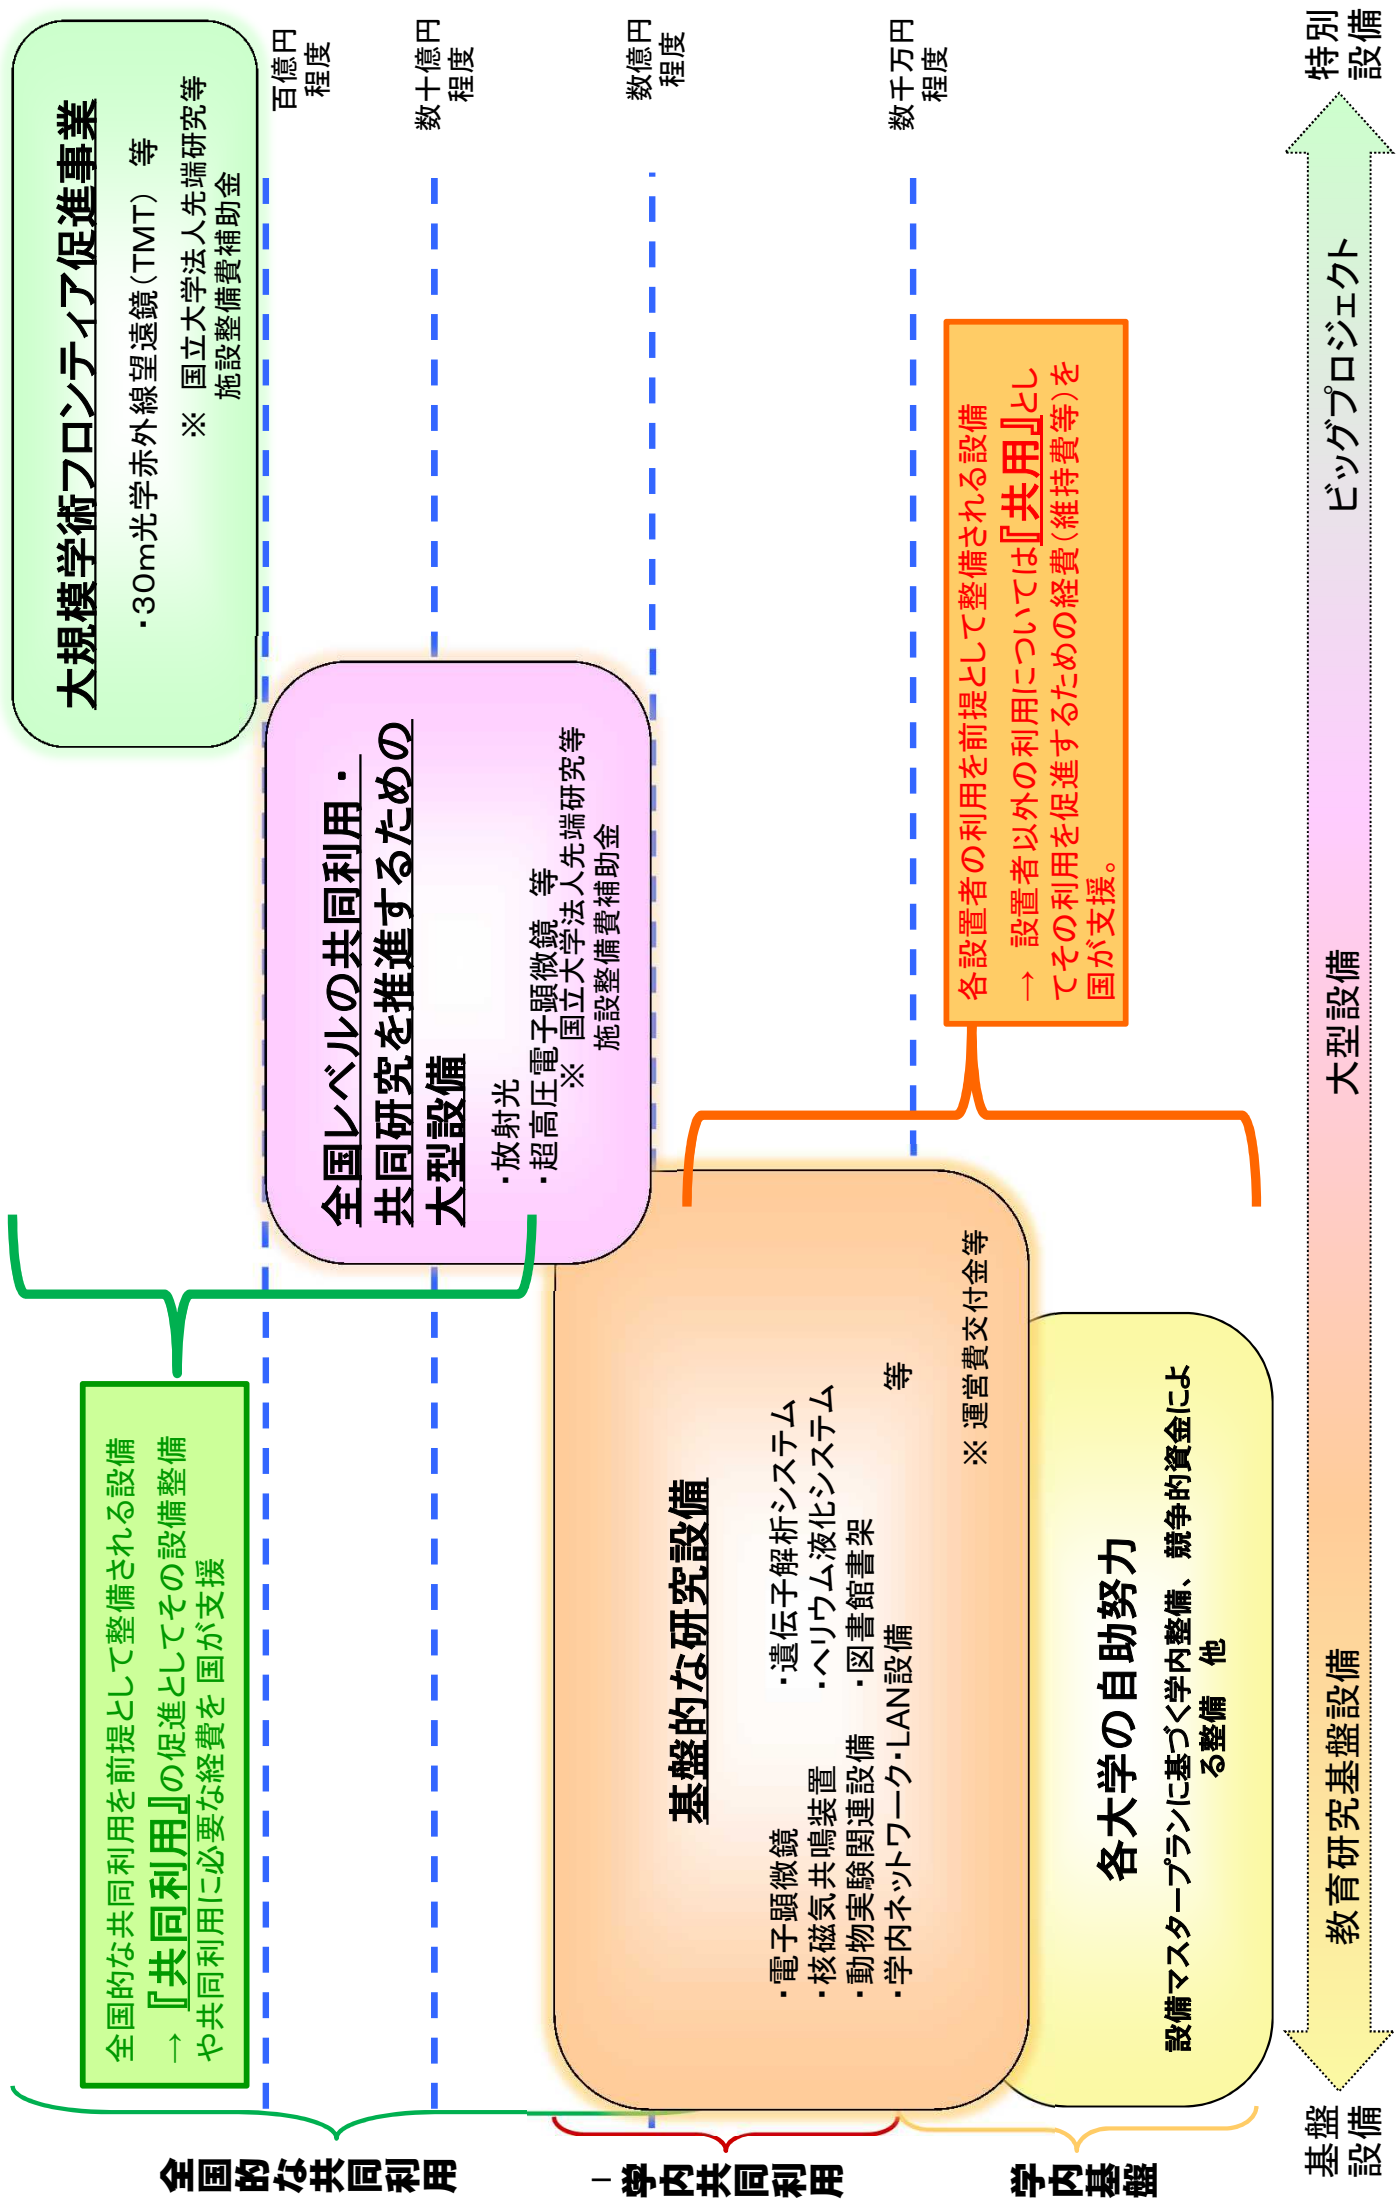 大規模学術フロンティア促進事業
・30m光学赤外線望遠鏡(TMT) 等
※ 国立大学法人先端研究等
施設整備費補助金
百億円
程度
数十億円
程度
数億円
程度
数千万円
程度
全国的な共同利用を前提として整備される設備
→『共同利用』の促進としてその設備整備
や共同利用に必要な経費を 国が支援
全国レベルの共同利用・
共同研究を推進するための
大型設備
・放射光
・超高圧電子顕微鏡 等
※ 国立大学法人先端研究等
施設整備費補助金
基盤的な研究設備
・電子顕微鏡 ・遺伝子解析システム
・核磁気共鳴装置 ・ヘリウム液化システム
・動物実験関連設備 ・図書館書架
・学内ネットワーク・LAN設備 等
※ 運営費交付金等
各設置者の利用を前提として整備される設備
→ 設置者以外の利用については『共用』とし
てその利用を促進するための経費(維持費等)を
国が支援。
各大学の自助努力
設備マスタープランに基づく学内整備、競争的資金によ
る整備 他
全国的な共同利用
学内共同利用
学内基盤
基盤
設備
教育研究基盤設備
大型設備
ビッグプロジェクト
特別
設備